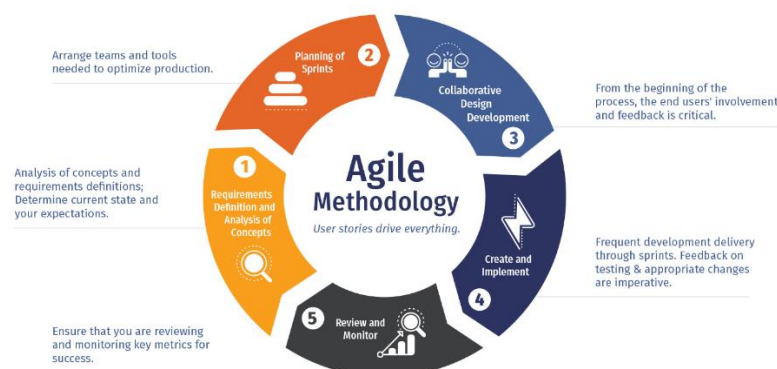 Arrange teams and tools
needed to optimize production.
Planning of
Sprints
2
Collaborative
Design
Development
3
From the beginning of the
process, the end users' involvement
and feedback is critical.
Analysis of concepts and
requirements definitions;
Determine current state and
your expectations.
1
Requirements
Definition and
Analysis of
Concepts
Agile
Methodology
User stories drive everything.
Create and
Implement
4
Frequent development delivery
through sprints. Feedback on
testing & appropriate changes
are imperative.
5
Review and
Monitor
Ensure that you are reviewing
and monitoring key metrics for
success.